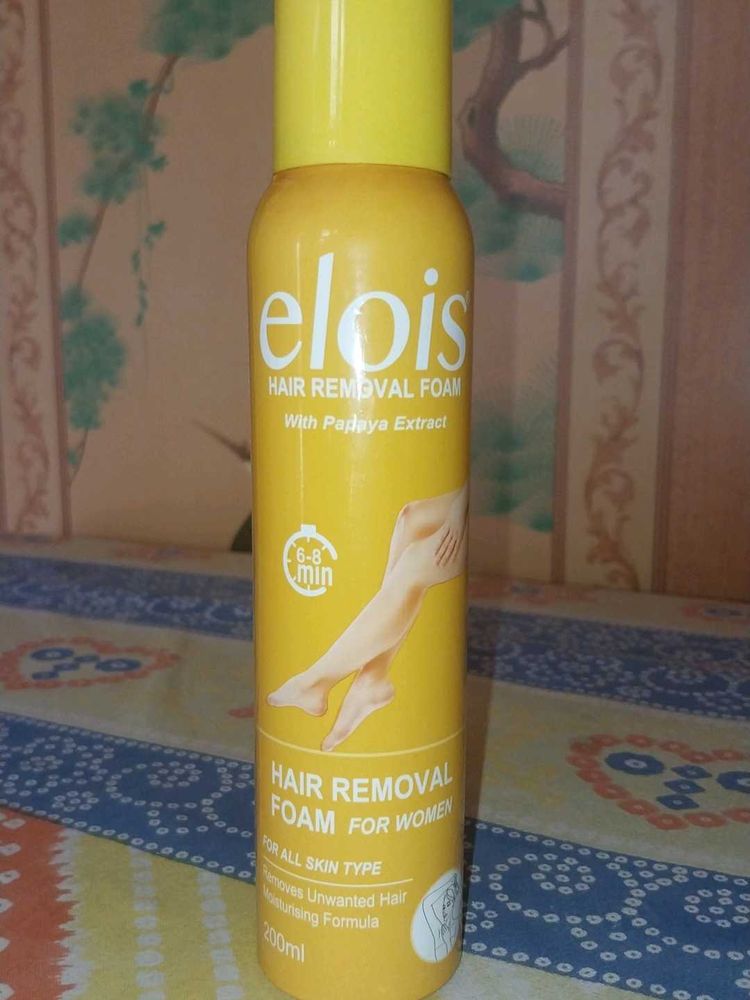 elois®
HAIR REMOVAL FOAM
With Papaya Extract
6-8
min
HAIR REMOVAL
FOAM FOR WOMEN
FOR ALL SKIN TYPE
Removes Unwanted Hair
Moisturising Formula
200ml